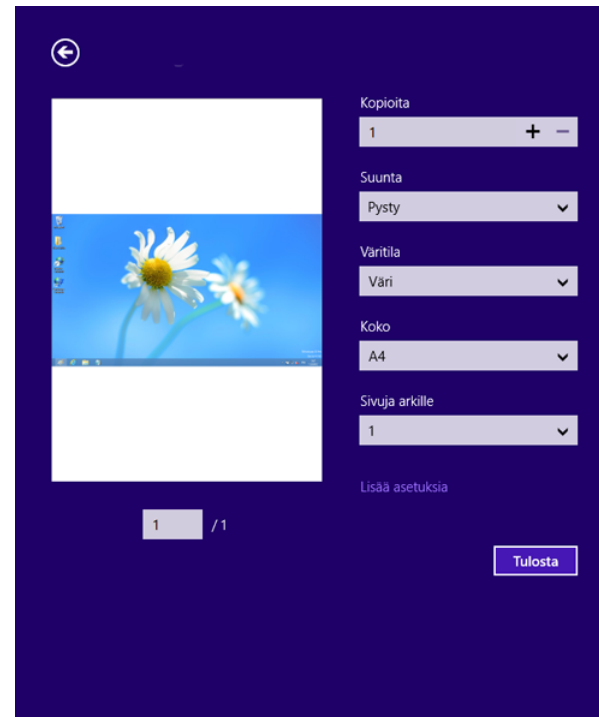 Kopioita
1
Suunta
Pysty
Väritila
Väri
Koko
A4
Sivuja arkille
1
Lisää asetuksia
1 / 1
Tulosta